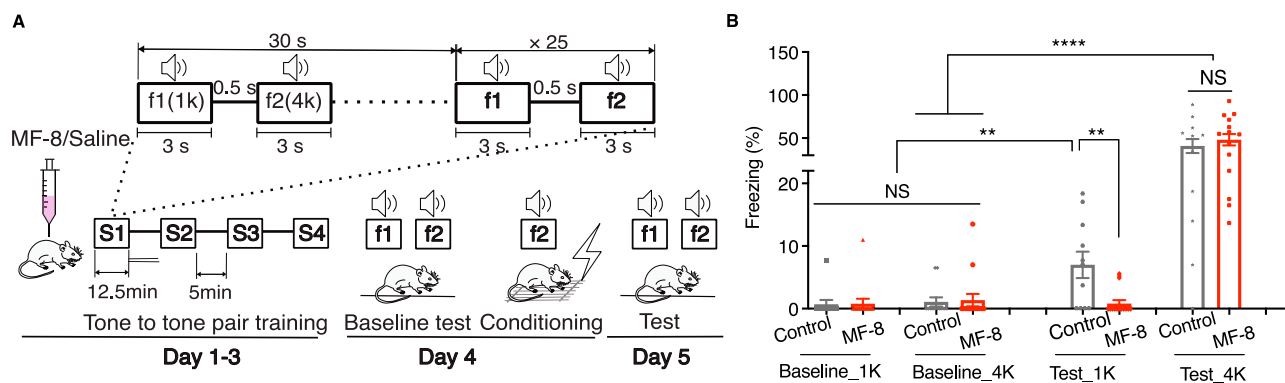 A
30 s
× 25
f1(1k)
0.5 s
f2(4k)
f1
0.5 s
f2
3 s
3 s
3 s
3 s
MF-8/Saline
S1
S2
S3
S4
12.5min
5min
f1
f2
f2
f1
f2
Tone to tone pair training
Baseline test
Conditioning
Test
Day 1-3
Day 4
Day 5
B
Freezing (%)
150
100
50
20
10
0
NS
**
**
****
NS
Control
MF-8
Control
MF-8
Control
MF-8
Control
MF-8
Baseline_1K
Baseline_4K
Test_1K
Test_4K